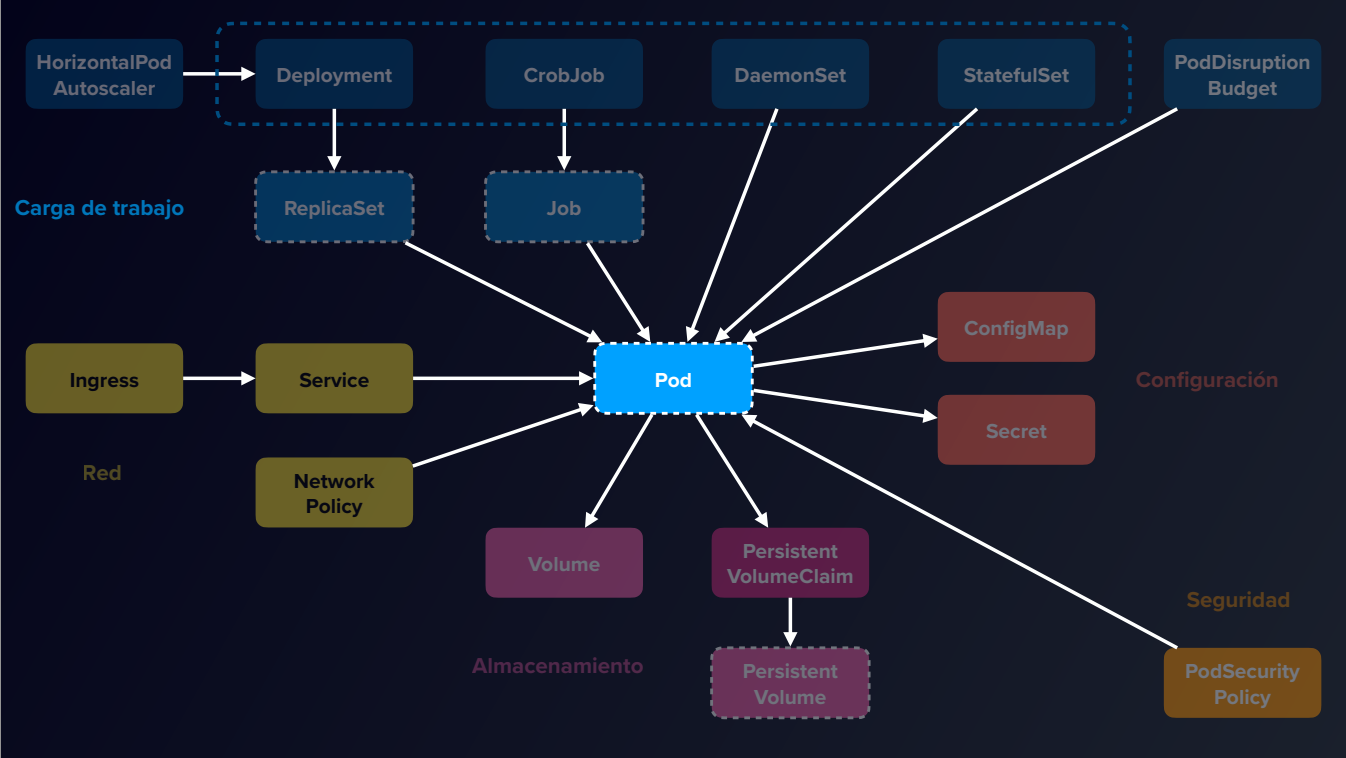 HorizontalPod
Autoscaler
Deployment
CrobJob
DaemonSet
StatefulSet
PodDisruption
Budget
Carga de trabajo
ReplicaSet
Job
ConfigMap
Ingress
Service
Pod
Configuración
Secret
Red
Network
Policy
Volume
Persistent
VolumeClaim
Seguridad
Almacenamiento
Persistent
Volume
PodSecurity
Policy